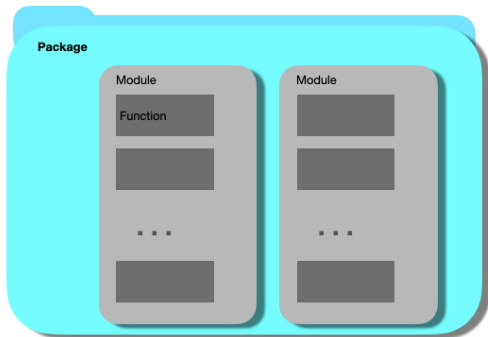 Package
Module
Module
Function
. . .
. . .